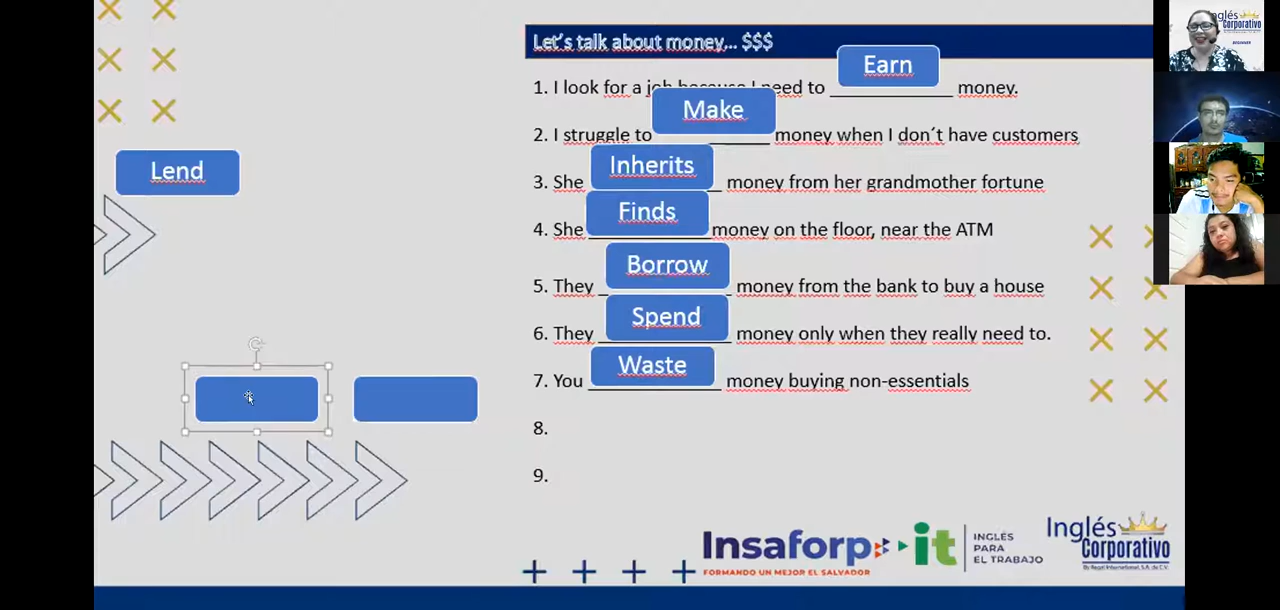 Let's talk about money... $$$
1. I look for a job because I need to Earn money.
2. I struggle to Make money when I don´t have customers
3. She Inherits money from her grandmother fortune
4. She Finds money on the floor, near the ATM
5. They Borrow money from the bank to buy a house
6. They Spend money only when they really need to.
7. You Waste money buying non-essentials
8.
9.
Lend
Insaforp
FORMANDO UN MEJOR EL SALVADOR
it
INGLÉS
PARA
EL TRABAJO
Inglés
Corporativo
Inglés
Corporativo